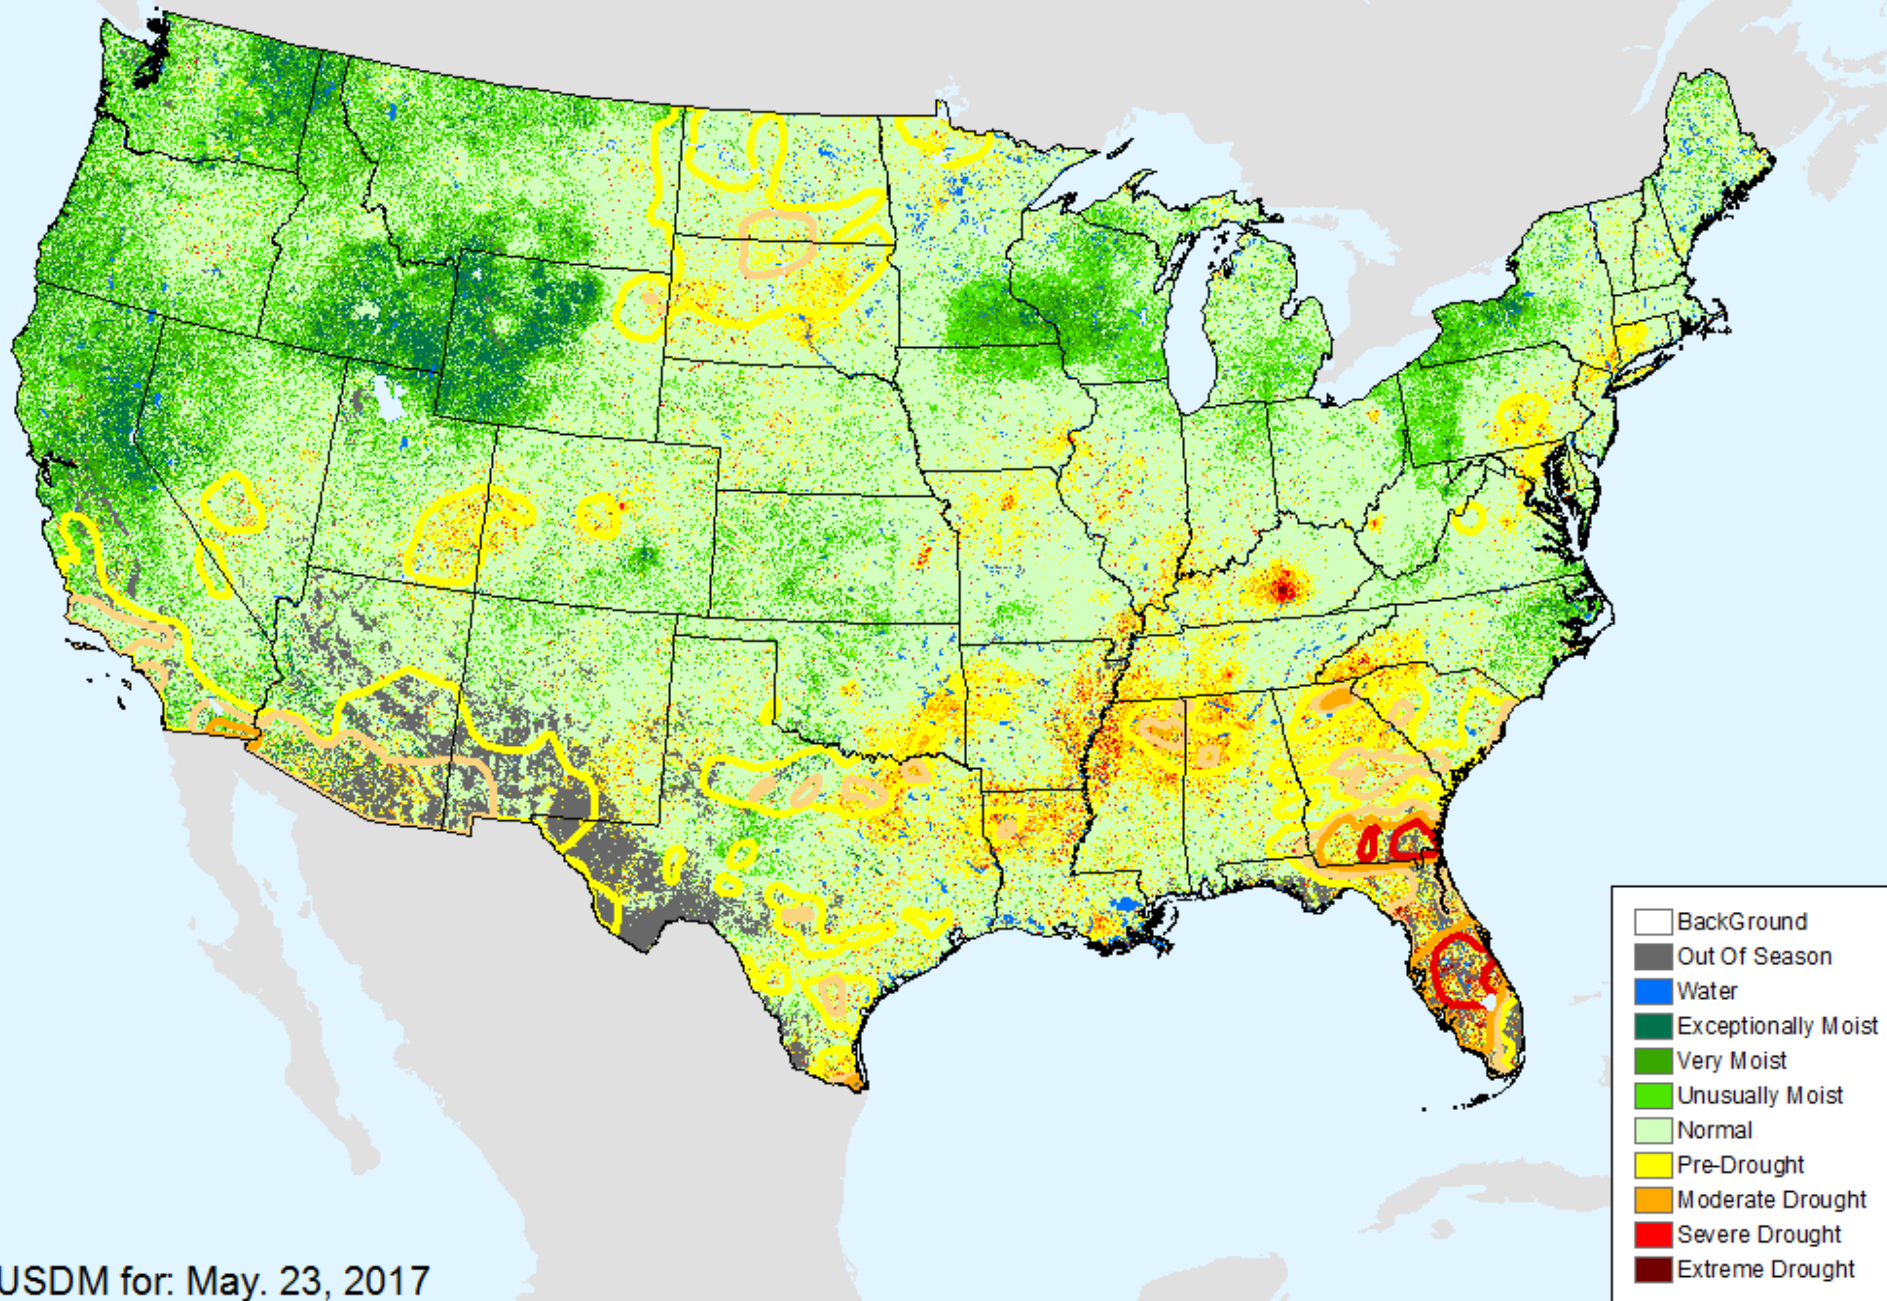 BackGround
Out Of Season
Water
Exceptionally Moist
Very Moist
Unusually Moist
Normal
Pre-Drought
Moderate Drought
Severe Drought
Extreme Drought
USDM for: May. 23, 2017